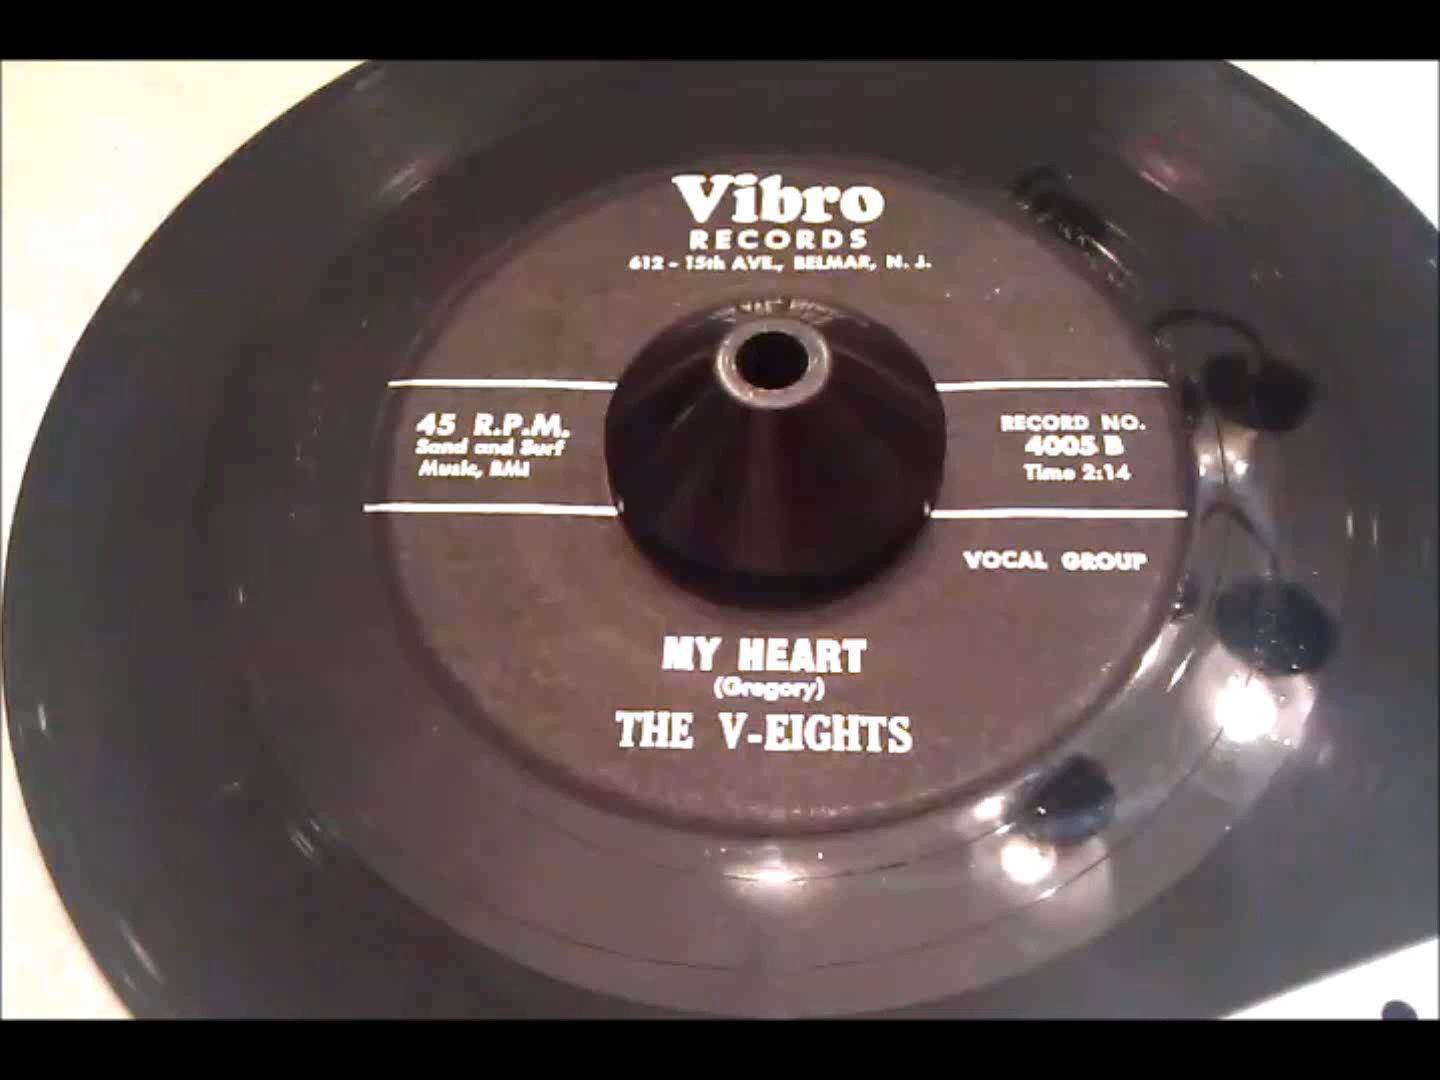 Vibro
RECORDS
612 - 15th AVE., BELMAR, N. J.
45 R.P.M.
Sand and Surf
Music, BMI
RECORD NO.
4005 B
Time 2:14
VOCAL GROUP
MY HEART
(Gregory)
THE V-EIGHTS